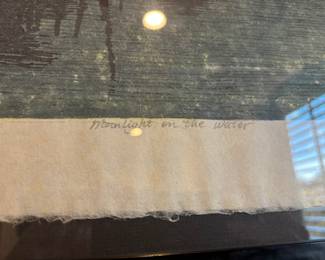 Moonlight on the water